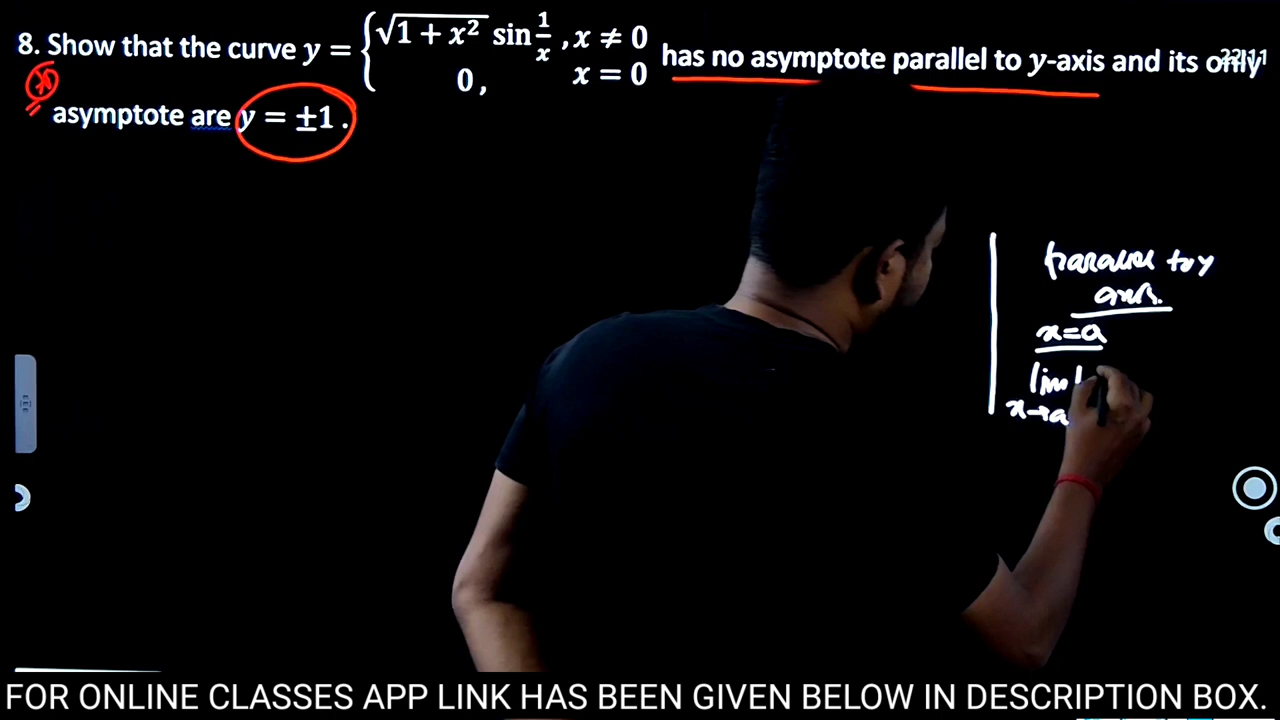 8. Show that the curve y = { √1 + x² sin 1/x , x ≠ 0
0, x = 0
has no asymptote parallel to y-axis and its only
asymptote are y = ±1 .
parallel to y
axis.
x=a
lim
x→a
FOR ONLINE CLASSES APP LINK HAS BEEN GIVEN BELOW IN DESCRIPTION BOX.